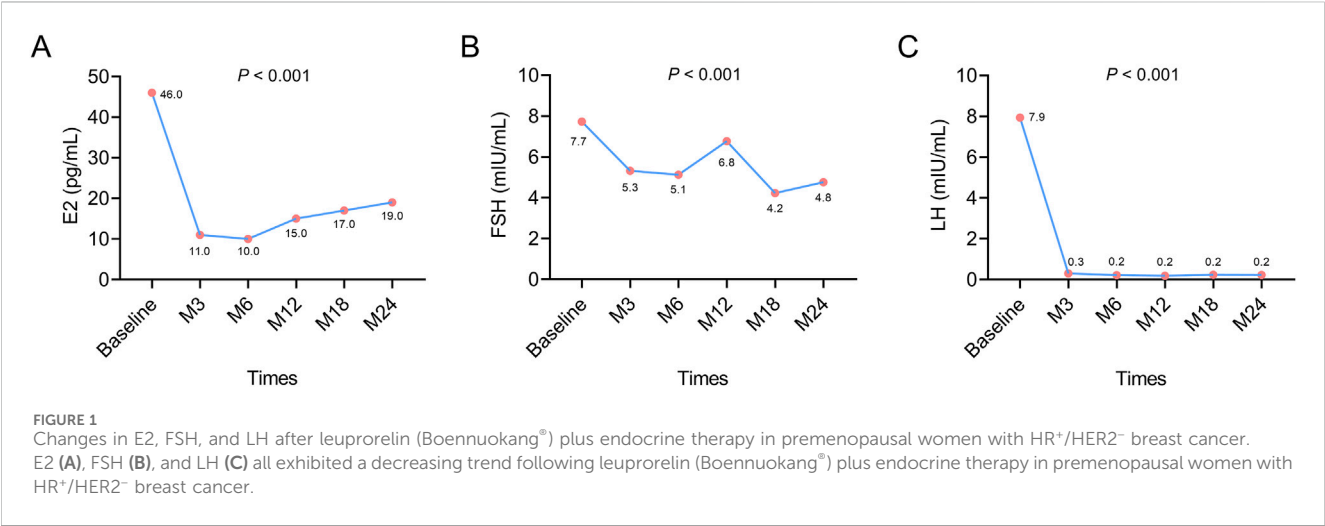 A
P < 0.001
E2 (pg/mL)
50
40
30
20
10
0
46.0
11.0
10.0
15.0
17.0
19.0
Baseline
M3
M6
M12
M18
M24
Times
B
P < 0.001
FSH (mIU/mL)
10
8
6
4
2
0
7.7
5.3
5.1
6.8
4.2
4.8
Baseline
M3
M6
M12
M18
M24
Times
C
P < 0.001
LH (mIU/mL)
10
8
6
4
2
0
7.9
0.3
0.2
0.2
0.2
0.2
Baseline
M3
M6
M12
M18
M24
Times
FIGURE 1
Changes in E2, FSH, and LH after leuprorelin (Boennuokang®) plus endocrine therapy in premenopausal women with HR⁺/HER2⁻ breast cancer.
E2 (A), FSH (B), and LH (C) all exhibited a decreasing trend following leuprorelin (Boennuokang®) plus endocrine therapy in premenopausal women with
HR⁺/HER2⁻ breast cancer.